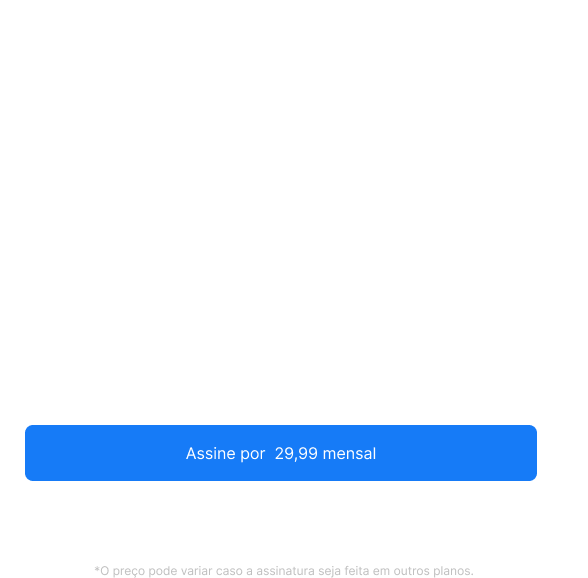 Assine por  29,99 mensal
*O preço pode variar caso a assinatura seja feita em outros planos.